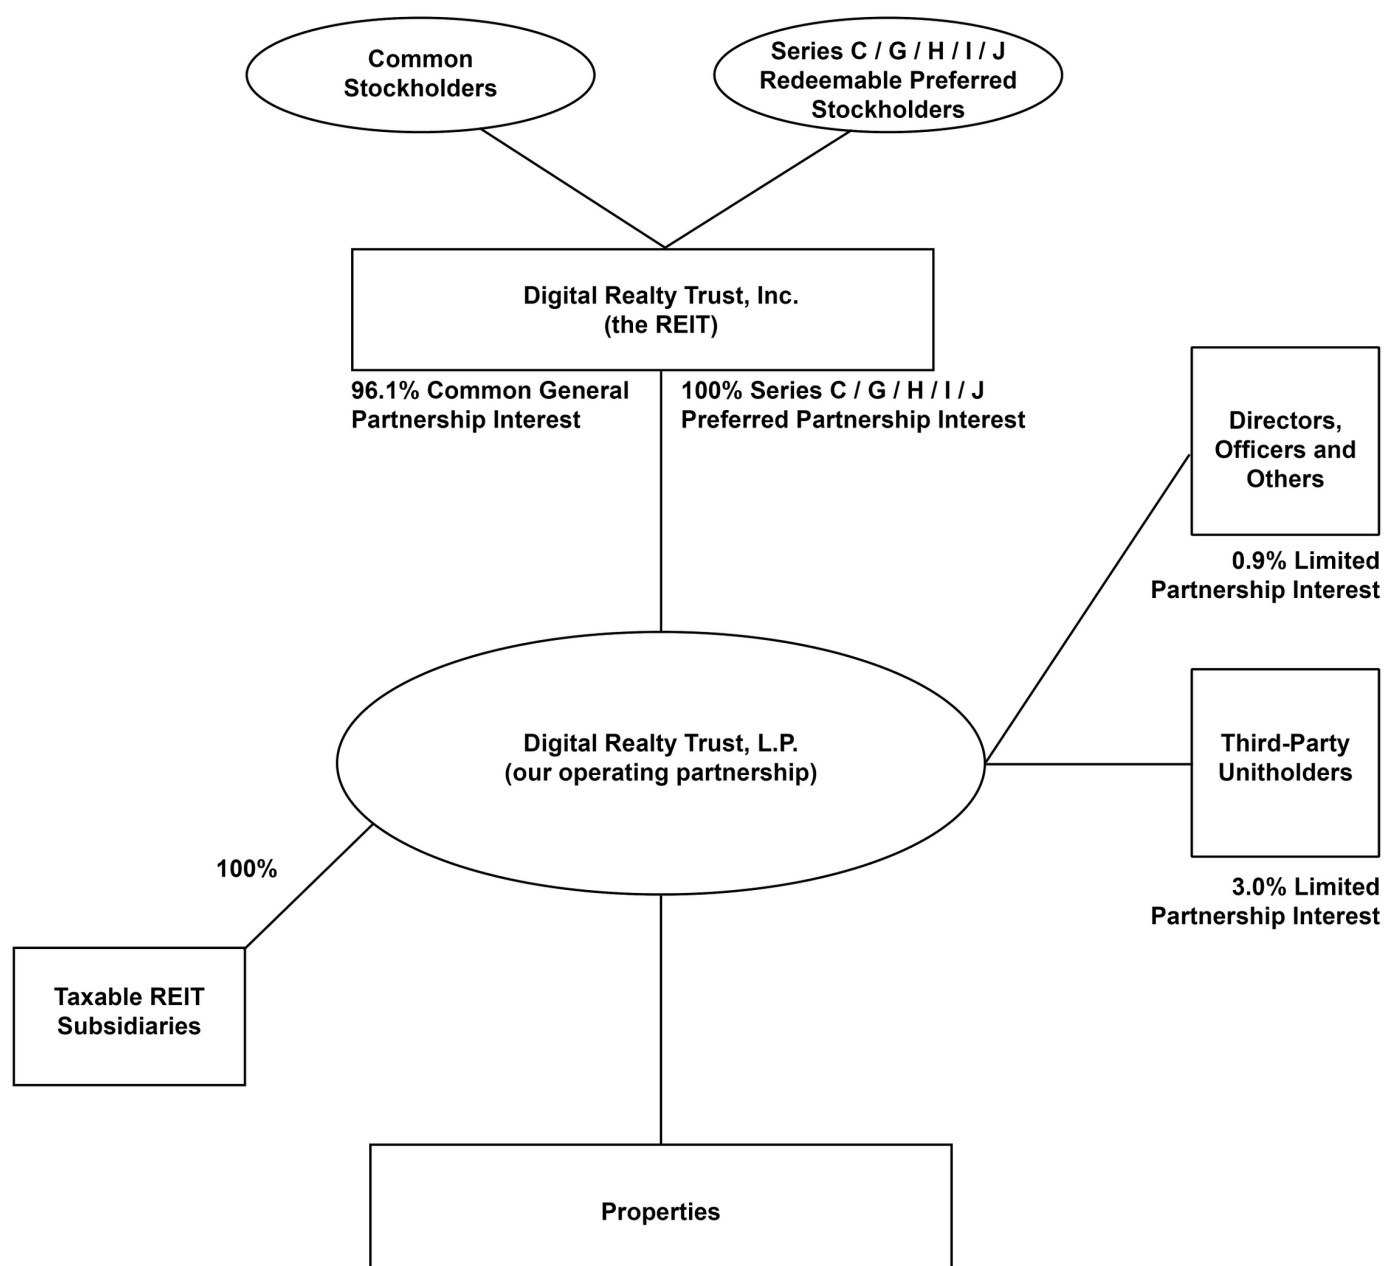 Common
Stockholders
Series C / G / H / I / J
Redeemable Preferred
Stockholders
Digital Realty Trust, Inc.
(the REIT)
96.1% Common General
Partnership Interest
100% Series C / G / H / I / J
Preferred Partnership Interest
Directors,
Officers and
Others
0.9% Limited
Partnership Interest
Digital Realty Trust, L.P.
(our operating partnership)
Third-Party
Unitholders
3.0% Limited
Partnership Interest
100%
Taxable REIT
Subsidiaries
Properties